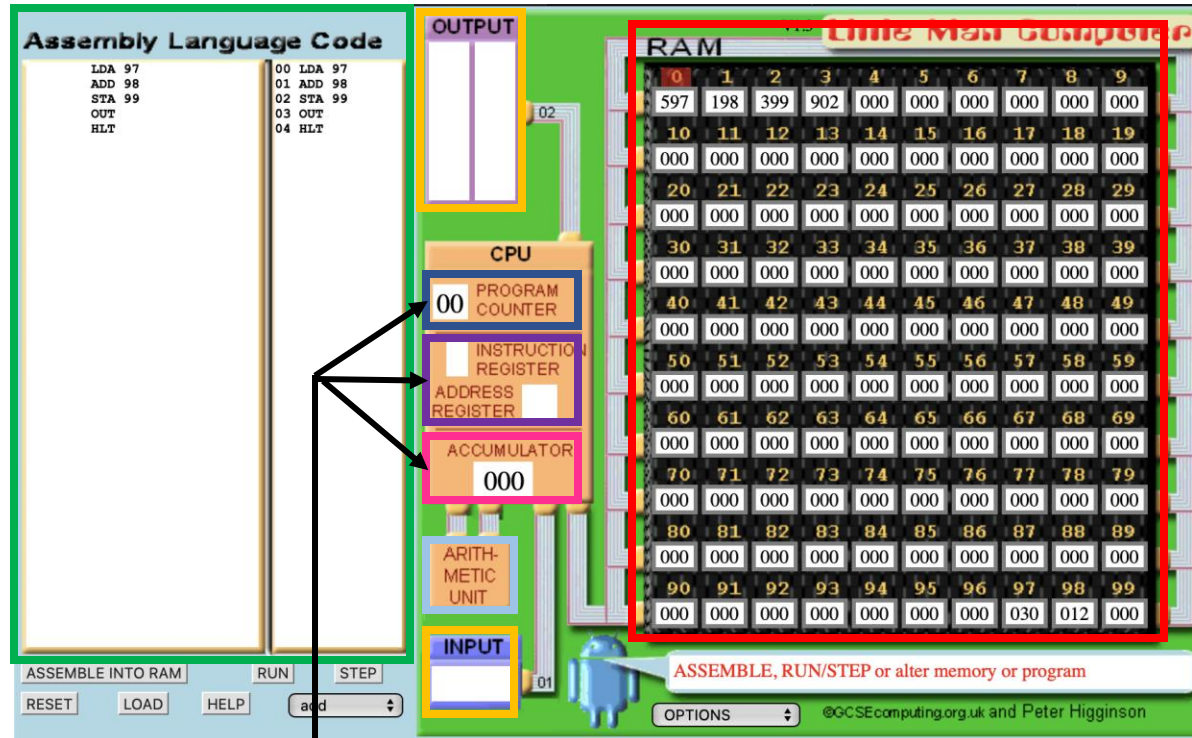 Assembly Language Code
LDA 97
ADD 98
STA 99
OUT
HLT
00 LDA 97
01 ADD 98
02 STA 99
03 OUT
04 HLT
ASSEMBLE INTO RAM RUN STEP
RESET LOAD HELP add
OUTPUT
02
CPU
00 PROGRAM
COUNTER
INSTRUCTION
REGISTER
ADDRESS
REGISTER
ACCUMULATOR
000
ARITH-
METIC
UNIT
INPUT
01
Little Man Computer
RAM
0 1 2 3 4 5 6 7 8 9
597 198 399 902 000 000 000 000 000 000
10 11 12 13 14 15 16 17 18 19
000 000 000 000 000 000 000 000 000 000
20 21 22 23 24 25 26 27 28 29
000 000 000 000 000 000 000 000 000 000
30 31 32 33 34 35 36 37 38 39
000 000 000 000 000 000 000 000 000 000
40 41 42 43 44 45 46 47 48 49
000 000 000 000 000 000 000 000 000 000
50 51 52 53 54 55 56 57 58 59
000 000 000 000 000 000 000 000 000 000
60 61 62 63 64 65 66 67 68 69
000 000 000 000 000 000 000 000 000 000
70 71 72 73 74 75 76 77 78 79
000 000 000 000 000 000 000 000 000 000
80 81 82 83 84 85 86 87 88 89
000 000 000 000 000 000 000 000 000 000
90 91 92 93 94 95 96 97 98 99
000 000 000 000 000 000 000 030 012 000
ASSEMBLE, RUN/STEP or alter memory or program
OPTIONS ©GCSEcomputing.org.uk and Peter Higginson